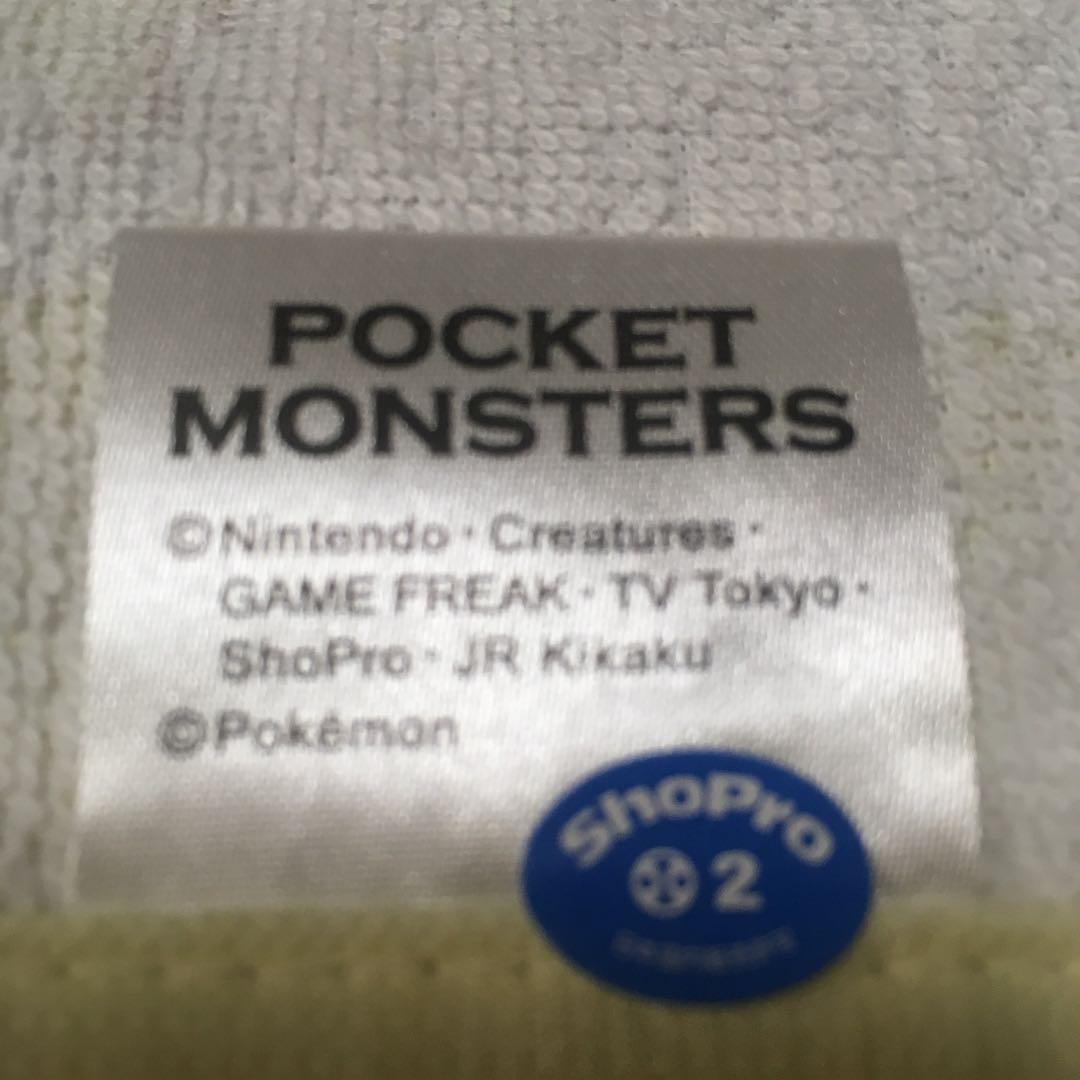 POCKET
MONSTERS
©Nintendo・Creatures・
GAME FREAK・TV Tokyo・
ShoPro・JR Kikaku
©Pokémon
ShoPro
2